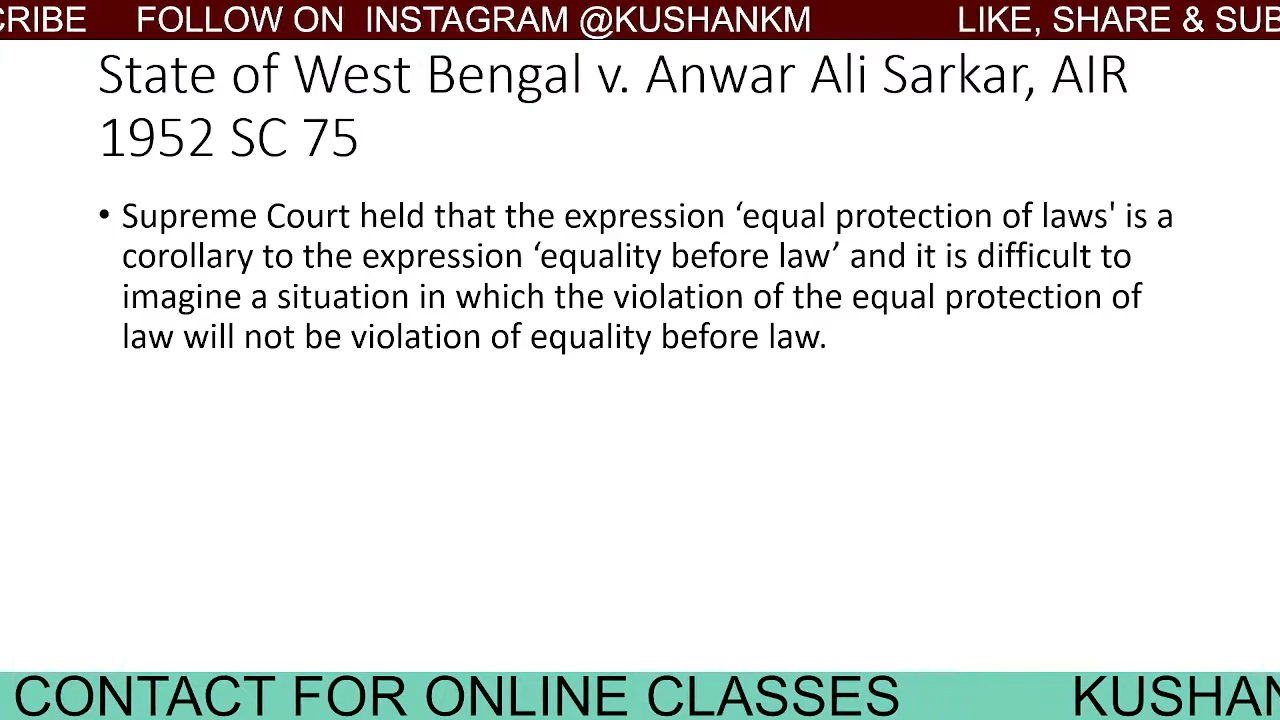 CRIBE FOLLOW ON INSTAGRAM @KUSHANKM LIKE, SHARE & SUB
State of West Bengal v. Anwar Ali Sarkar, AIR
1952 SC 75
• Supreme Court held that the expression ‘equal protection of laws' is a
corollary to the expression ‘equality before law’ and it is difficult to
imagine a situation in which the violation of the equal protection of
law will not be violation of equality before law.
CONTACT FOR ONLINE CLASSES KUSHAN